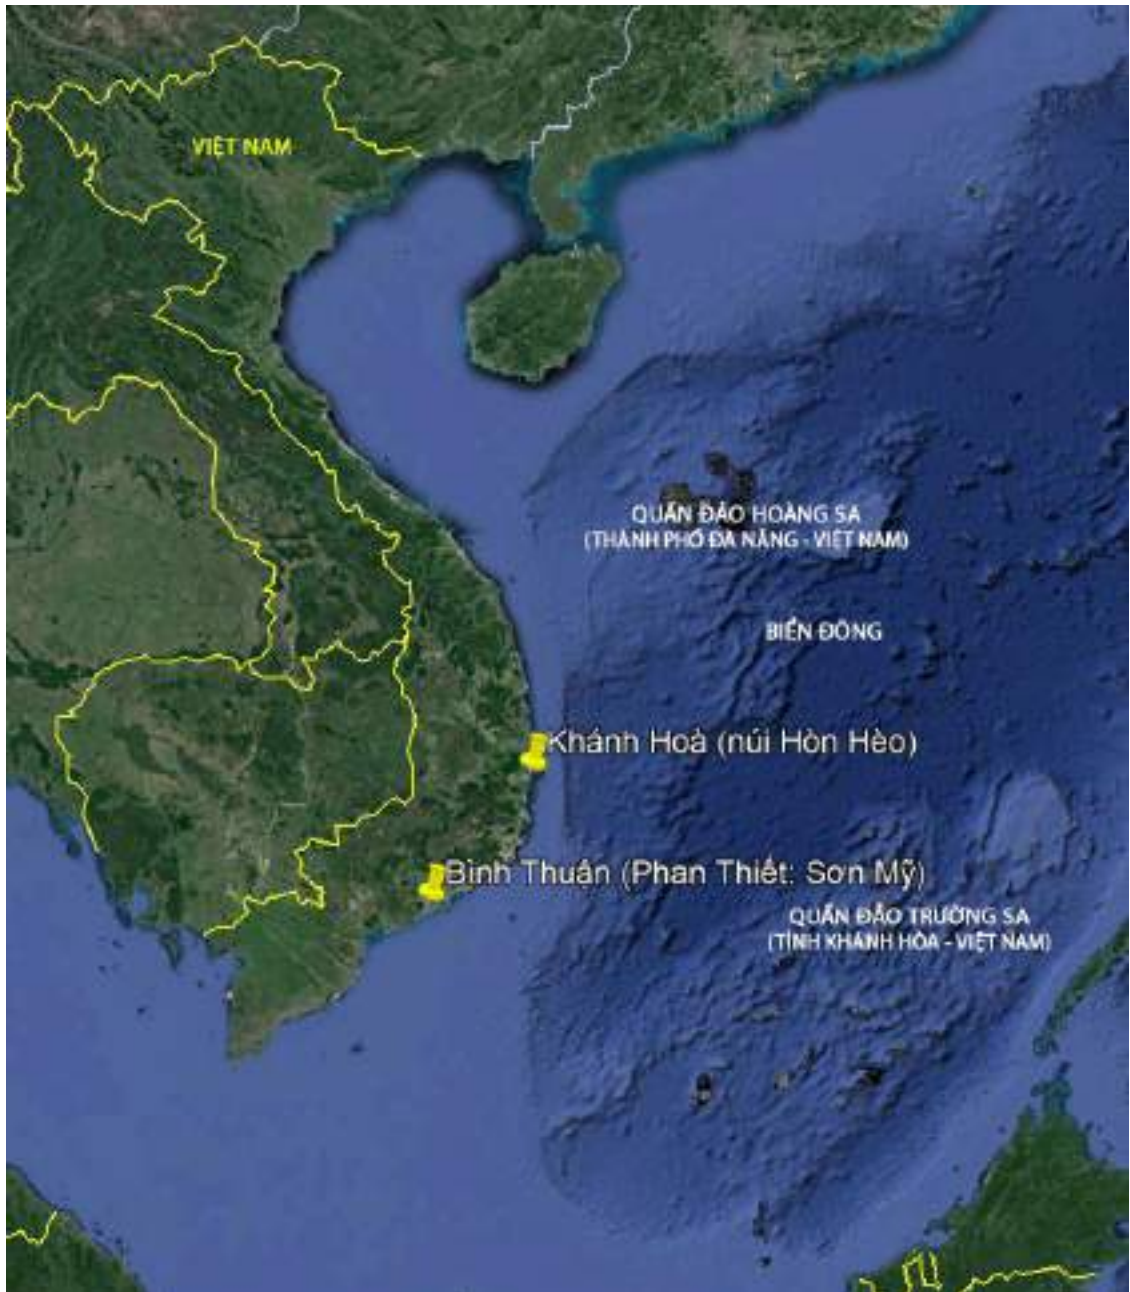 VIỆT NAM
QUẦN ĐẢO HOÀNG SA
(THÀNH PHỐ ĐÀ NẴNG - VIỆT NAM)
BIỂN ĐÔNG
Khánh Hoà (núi Hòn Hèo)
Bình Thuận (Phan Thiết: Sơn Mỹ)
QUẦN ĐẢO TRƯỜNG SA
(TỈNH KHÁNH HÒA - VIỆT NAM)